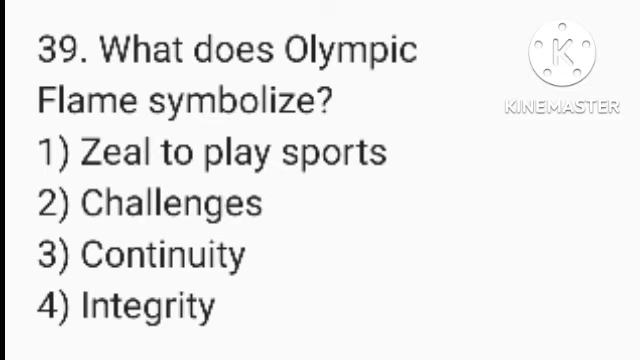 39. What does Olympic
Flame symbolize?
1) Zeal to play sports
2) Challenges
3) Continuity
4) Integrity
K
KINEMASTER